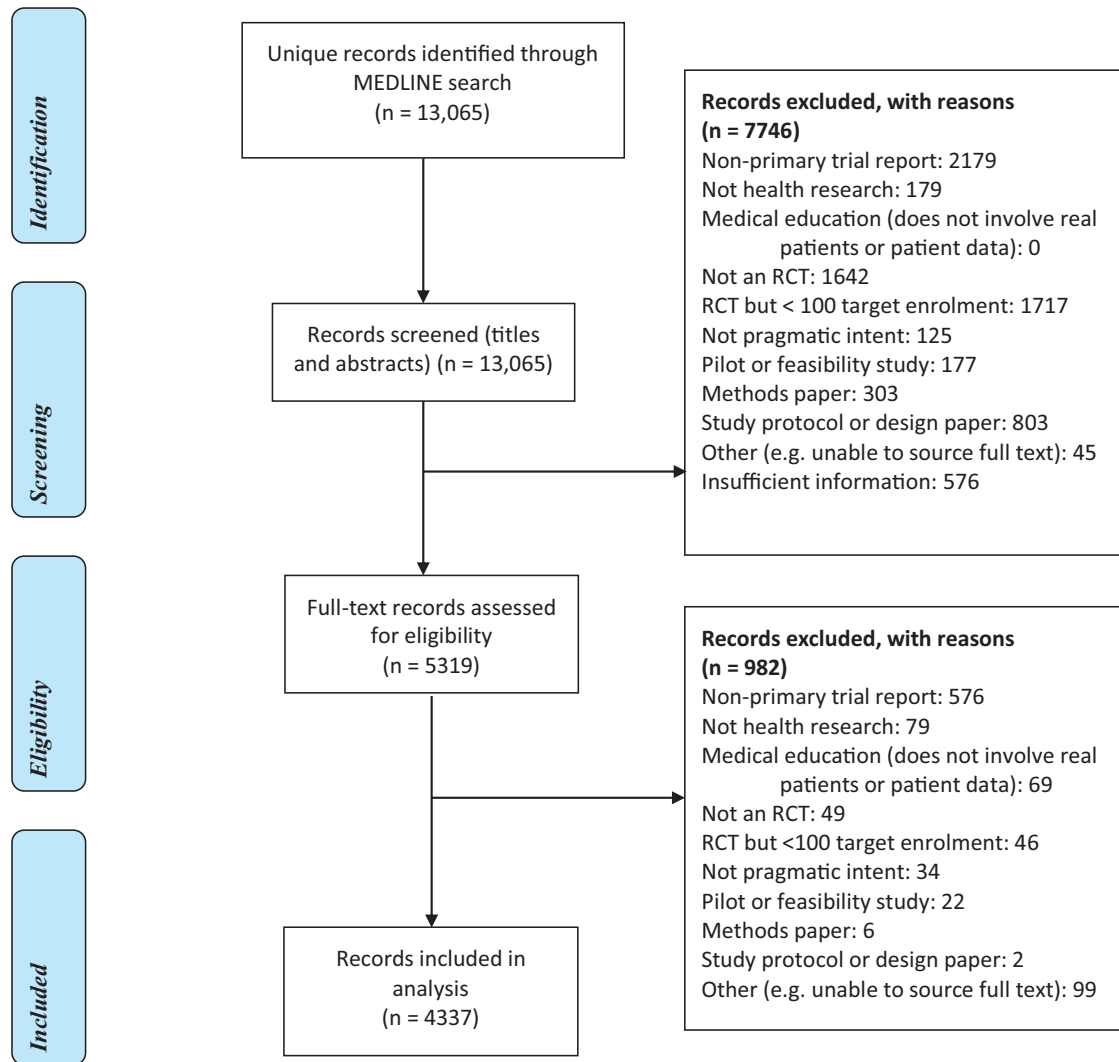 Identification
Unique records identified through
MEDLINE search
(n = 13,065)
Records excluded, with reasons
(n = 7746)
Non-primary trial report: 2179
Not health research: 179
Medical education (does not involve real
patients or patient data): 0
Not an RCT: 1642
RCT but < 100 target enrolment: 1717
Not pragmatic intent: 125
Pilot or feasibility study: 177
Methods paper: 303
Study protocol or design paper: 803
Other (e.g. unable to source full text): 45
Insufficient information: 576
Screening
Records screened (titles
and abstracts) (n = 13,065)
Eligibility
Full-text records assessed
for eligibility
(n = 5319)
Records excluded, with reasons
(n = 982)
Non-primary trial report: 576
Not health research: 79
Medical education (does not involve real
patients or patient data): 69
Not an RCT: 49
RCT but <100 target enrolment: 46
Not pragmatic intent: 34
Pilot or feasibility study: 22
Methods paper: 6
Study protocol or design paper: 2
Other (e.g. unable to source full text): 99
Included
Records included in
analysis
(n = 4337)